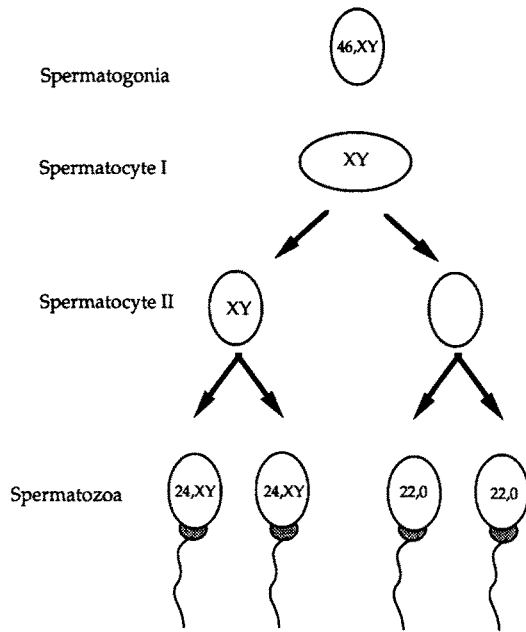 46,XY
Spermatogonia
Spermatocyte I
XY
Spermatocyte II
XY
Spermatozoa
24,XY
24,XY
22,0
22,0